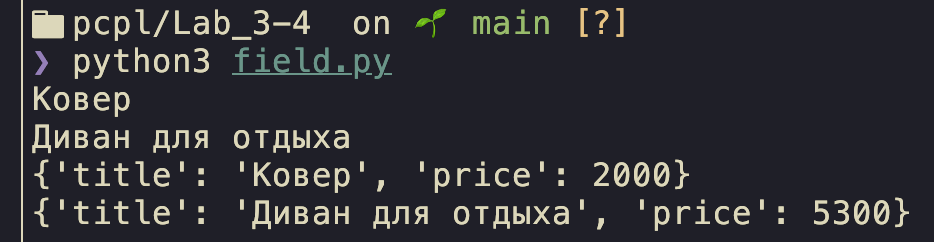 pcpl/Lab_3-4 on 🌱 main [?]
❯ python3 field.py
Ковер
Диван для отдыха
{'title': 'Ковер', 'price': 2000}
{'title': 'Диван для отдыха', 'price': 5300}